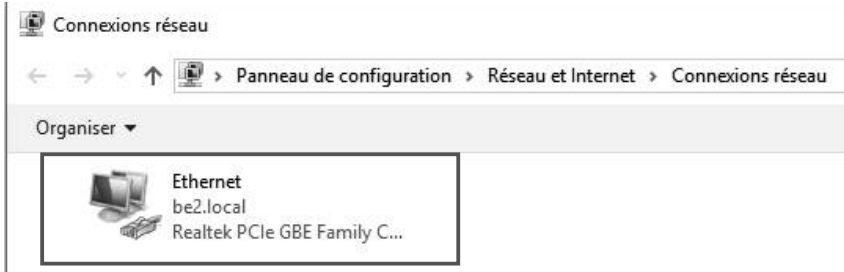 Connexions réseau
Panneau de configuration > Réseau et Internet > Connexions réseau
Organiser
Ethernet
be2.local
Realtek PCIe GBE Family C...